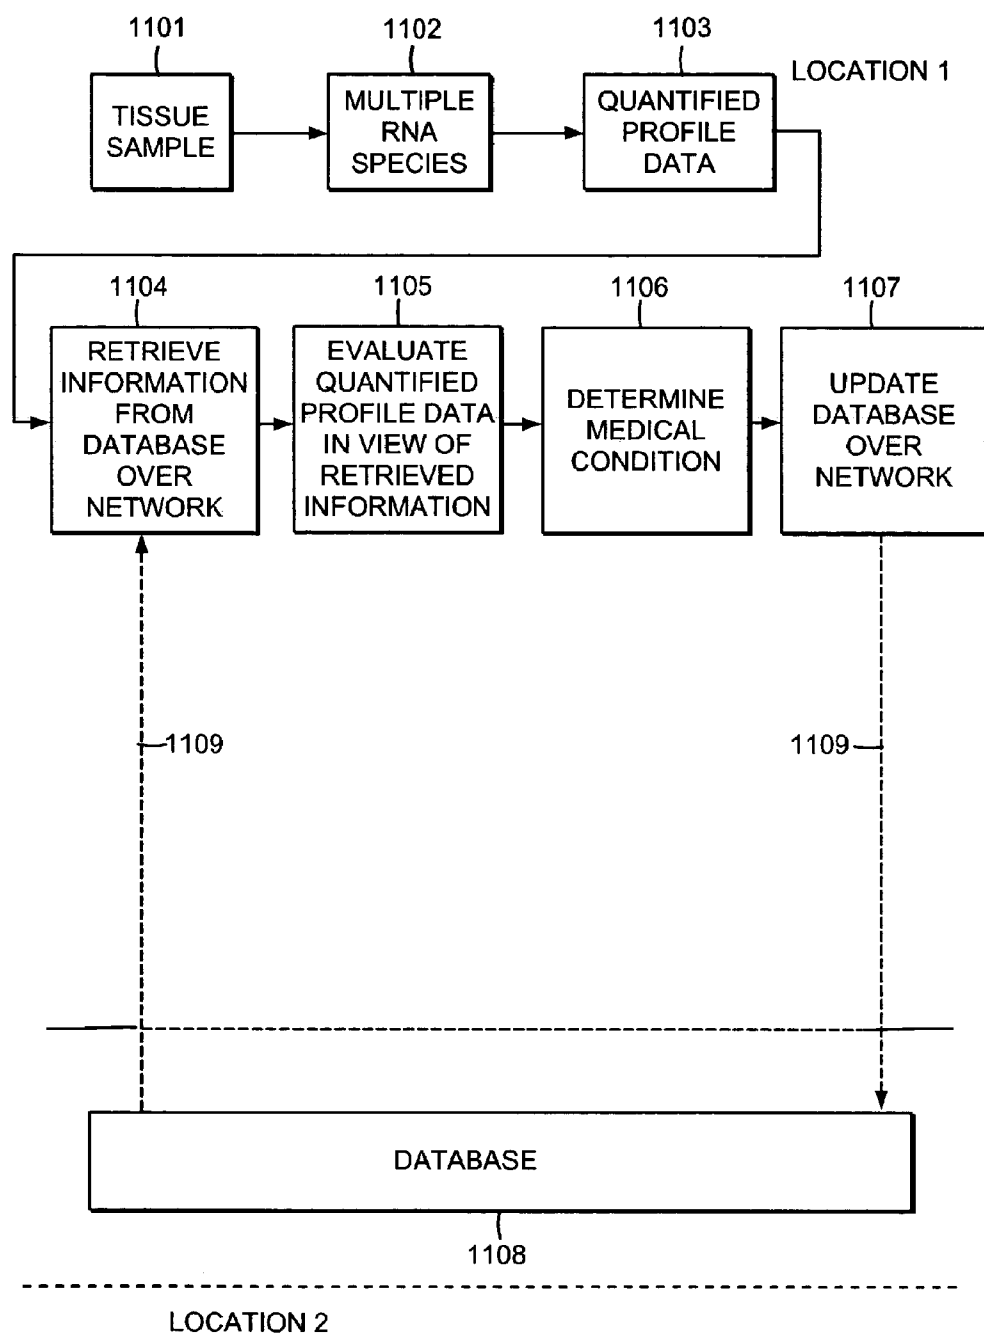 1101
1102
1103
LOCATION 1
TISSUE
SAMPLE
MULTIPLE
RNA
SPECIES
QUANTIFIED
PROFILE
DATA
1104
1105
1106
1107
RETRIEVE
INFORMATION
FROM
DATABASE
OVER
NETWORK
EVALUATE
QUANTIFIED
PROFILE DATA
IN VIEW OF
RETRIEVED
INFORMATION
DETERMINE
MEDICAL
CONDITION
UPDATE
DATABASE
OVER
NETWORK
1109
1109
DATABASE
1108
LOCATION 2